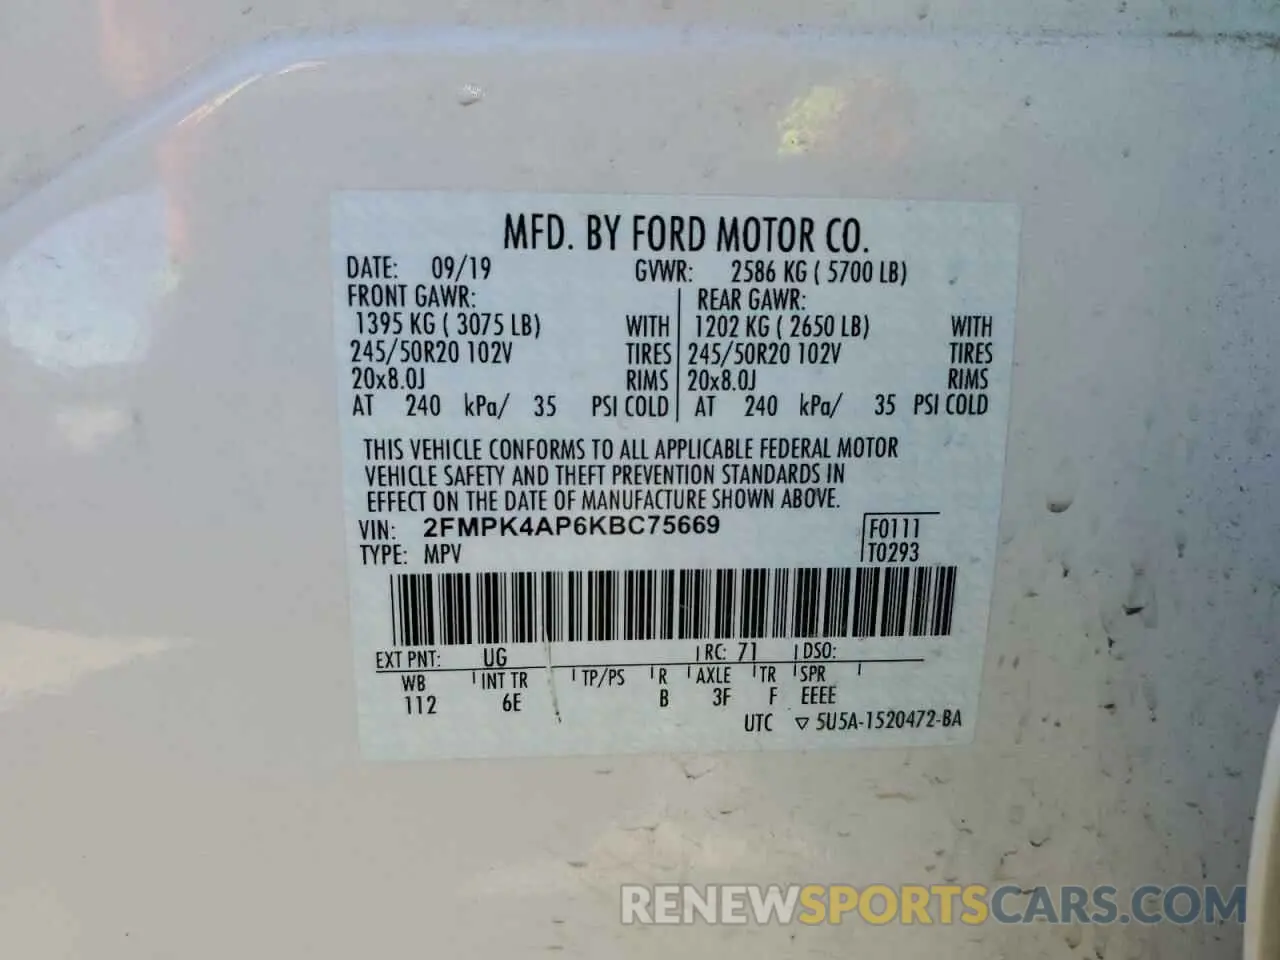 MFD. BY FORD MOTOR CO.
DATE: 09/19 GVWR: 2586 KG ( 5700 LB)
FRONT GAWR: REAR GAWR:
1395 KG ( 3075 LB) WITH 1202 KG ( 2650 LB) WITH
245/50R20 102V TIRES 245/50R20 102V TIRES
20x8.0J RIMS 20x8.0J RIMS
AT 240 kPa/ 35 PSI COLD AT 240 kPa/ 35 PSI COLD
THIS VEHICLE CONFORMS TO ALL APPLICABLE FEDERAL MOTOR
VEHICLE SAFETY AND THEFT PREVENTION STANDARDS IN
EFFECT ON THE DATE OF MANUFACTURE SHOWN ABOVE.
VIN: 2FMPK4AP6KBC75669 F0111
TYPE: MPV T0293
EXT PNT: UG RC: 71 DSO:
WB INT TR TP/PS R AXLE TR SPR
112 6E B 3F F EEEE
UTC ▽ 5U5A-1520472-BA
RENEWSPORTSCARS.COM